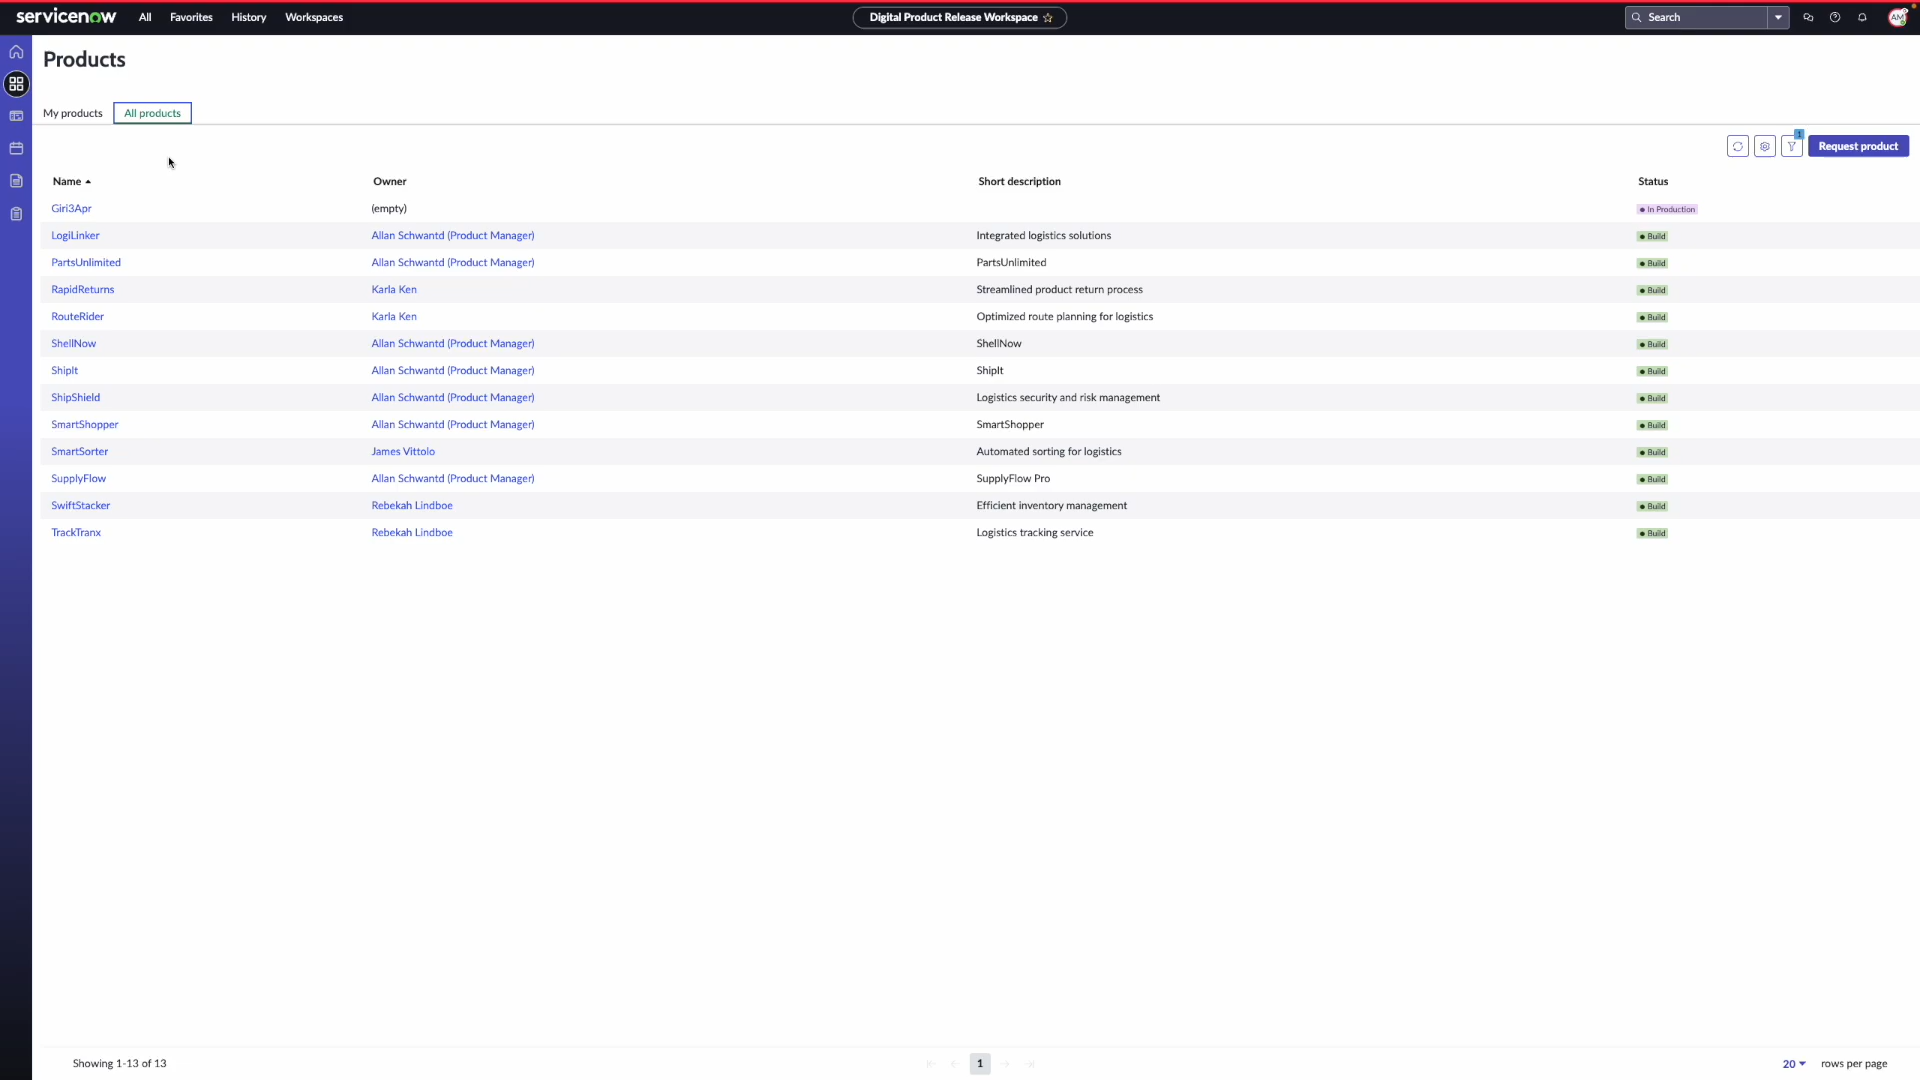 servicenow All Favorites History Workspaces Digital Product Release Workspace Search AM
Products
My products All products
1
Request product
Name Owner Short description Status
Giri3Apr (empty) In Production
LogiLinker Allan Schwantd (Product Manager) Integrated logistics solutions Build
PartsUnlimited Allan Schwantd (Product Manager) PartsUnlimited Build
RapidReturns Karla Ken Streamlined product return process Build
RouteRider Karla Ken Optimized route planning for logistics Build
ShellNow Allan Schwantd (Product Manager) ShellNow Build
ShipIt Allan Schwantd (Product Manager) ShipIt Build
ShipShield Allan Schwantd (Product Manager) Logistics security and risk management Build
SmartShopper Allan Schwantd (Product Manager) SmartShopper Build
SmartSorter James Vittolo Automated sorting for logistics Build
SupplyFlow Allan Schwantd (Product Manager) SupplyFlow Pro Build
SwiftStacker Rebekah Lindboe Efficient inventory management Build
TrackTranx Rebekah Lindboe Logistics tracking service Build
Showing 1-13 of 13 1 20 rows per page